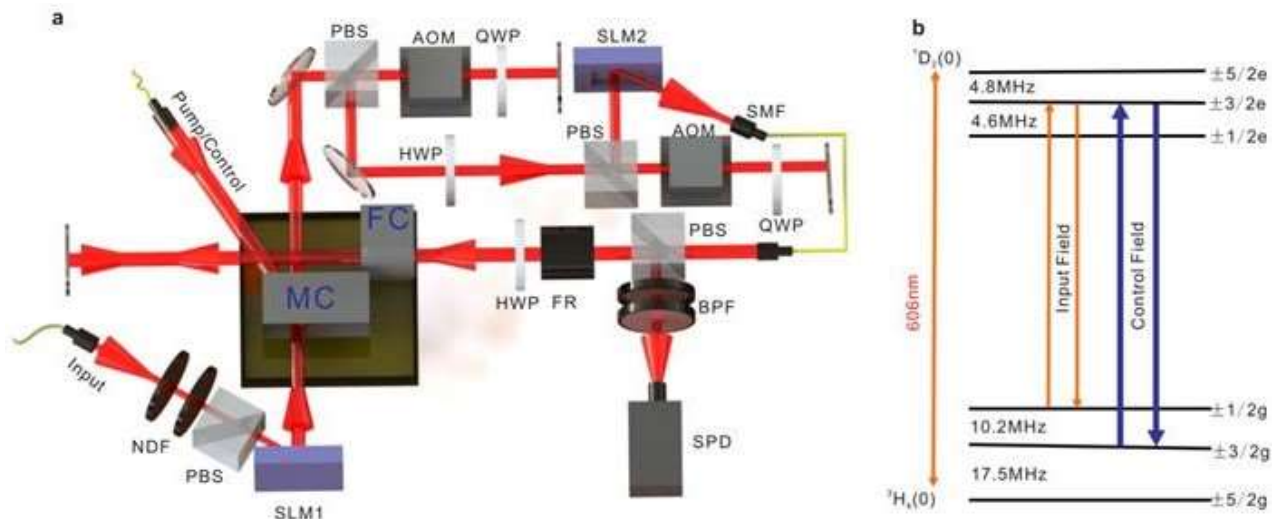 a
PBS
AOM
QWP
SLM2
SMF
Pump/Control
HWP
PBS
AOM
QWP
FC
MC
PBS
HWP
FR
BPF
Input
NDF
PBS
SLM1
SPD
b
¹D₂(0)
±5/2e
4.8MHz
±3/2e
4.6MHz
±1/2e
606nm
Input Field
Control Field
±1/2g
10.2MHz
±3/2g
17.5MHz
³H₄(0)
±5/2g